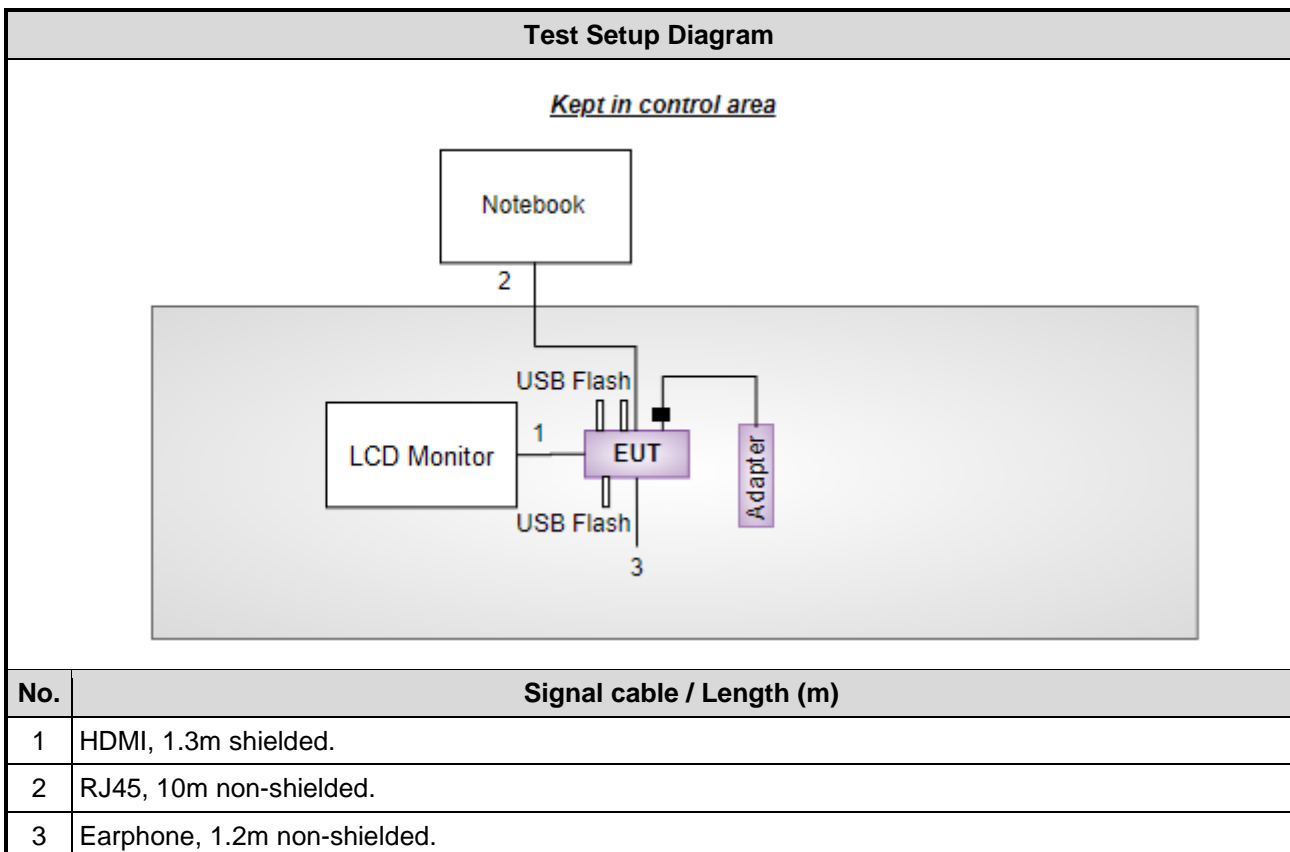 Test Setup Diagram
Kept in control area
Notebook
2
USB Flash
LCD Monitor
1
EUT
Adapter
USB Flash
3
No. Signal cable / Length (m)
1 HDMI, 1.3m shielded.
2 RJ45, 10m non-shielded.
3 Earphone, 1.2m non-shielded.